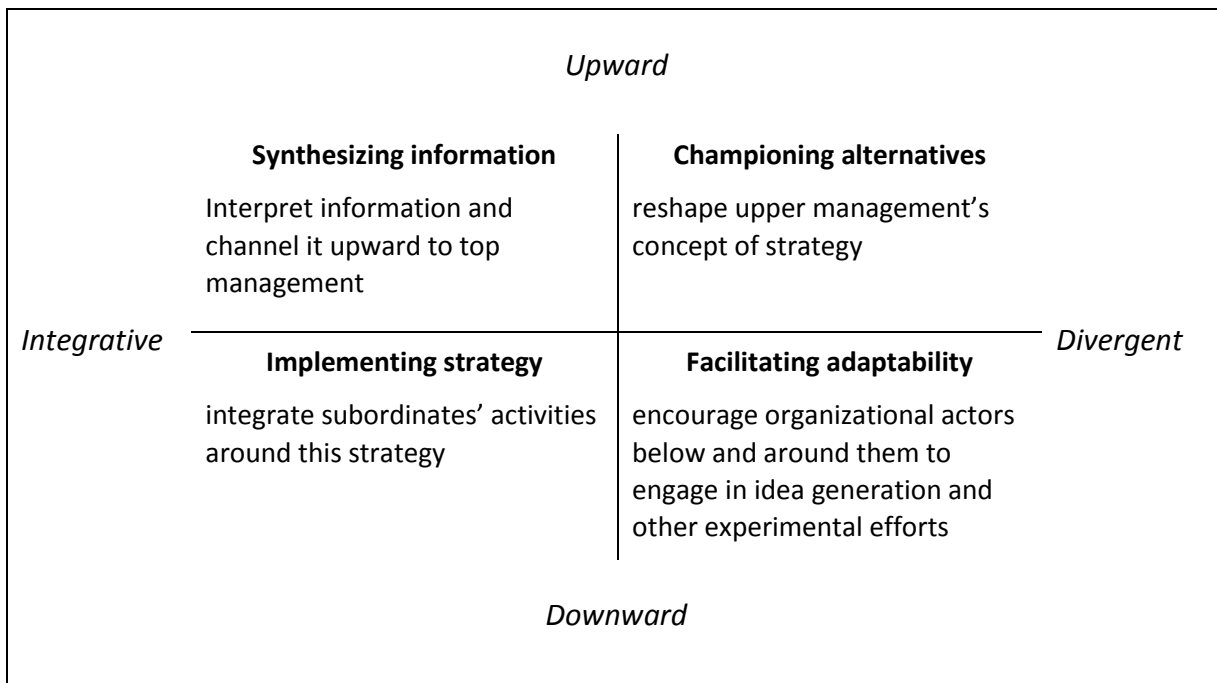 Upward
Synthesizing information
Interpret information and
channel it upward to top
management
Championing alternatives
reshape upper management’s
concept of strategy
Integrative
Divergent
Implementing strategy
integrate subordinates’ activities
around this strategy
Facilitating adaptability
encourage organizational actors
below and around them to
engage in idea generation and
other experimental efforts
Downward